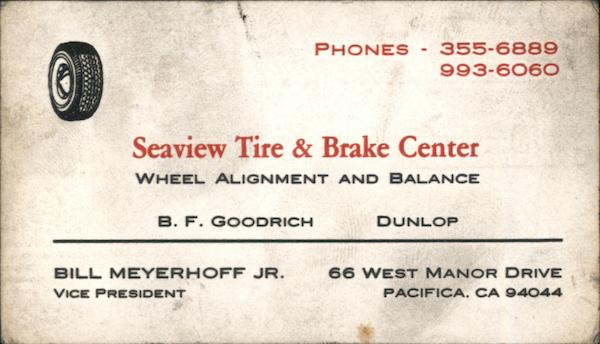 PHONES - 355-6889
993-6060
Seaview Tire & Brake Center
WHEEL ALIGNMENT AND BALANCE
B. F. GOODRICH DUNLOP
BILL MEYERHOFF JR. 66 WEST MANOR DRIVE
VICE PRESIDENT PACIFICA, CA 94044